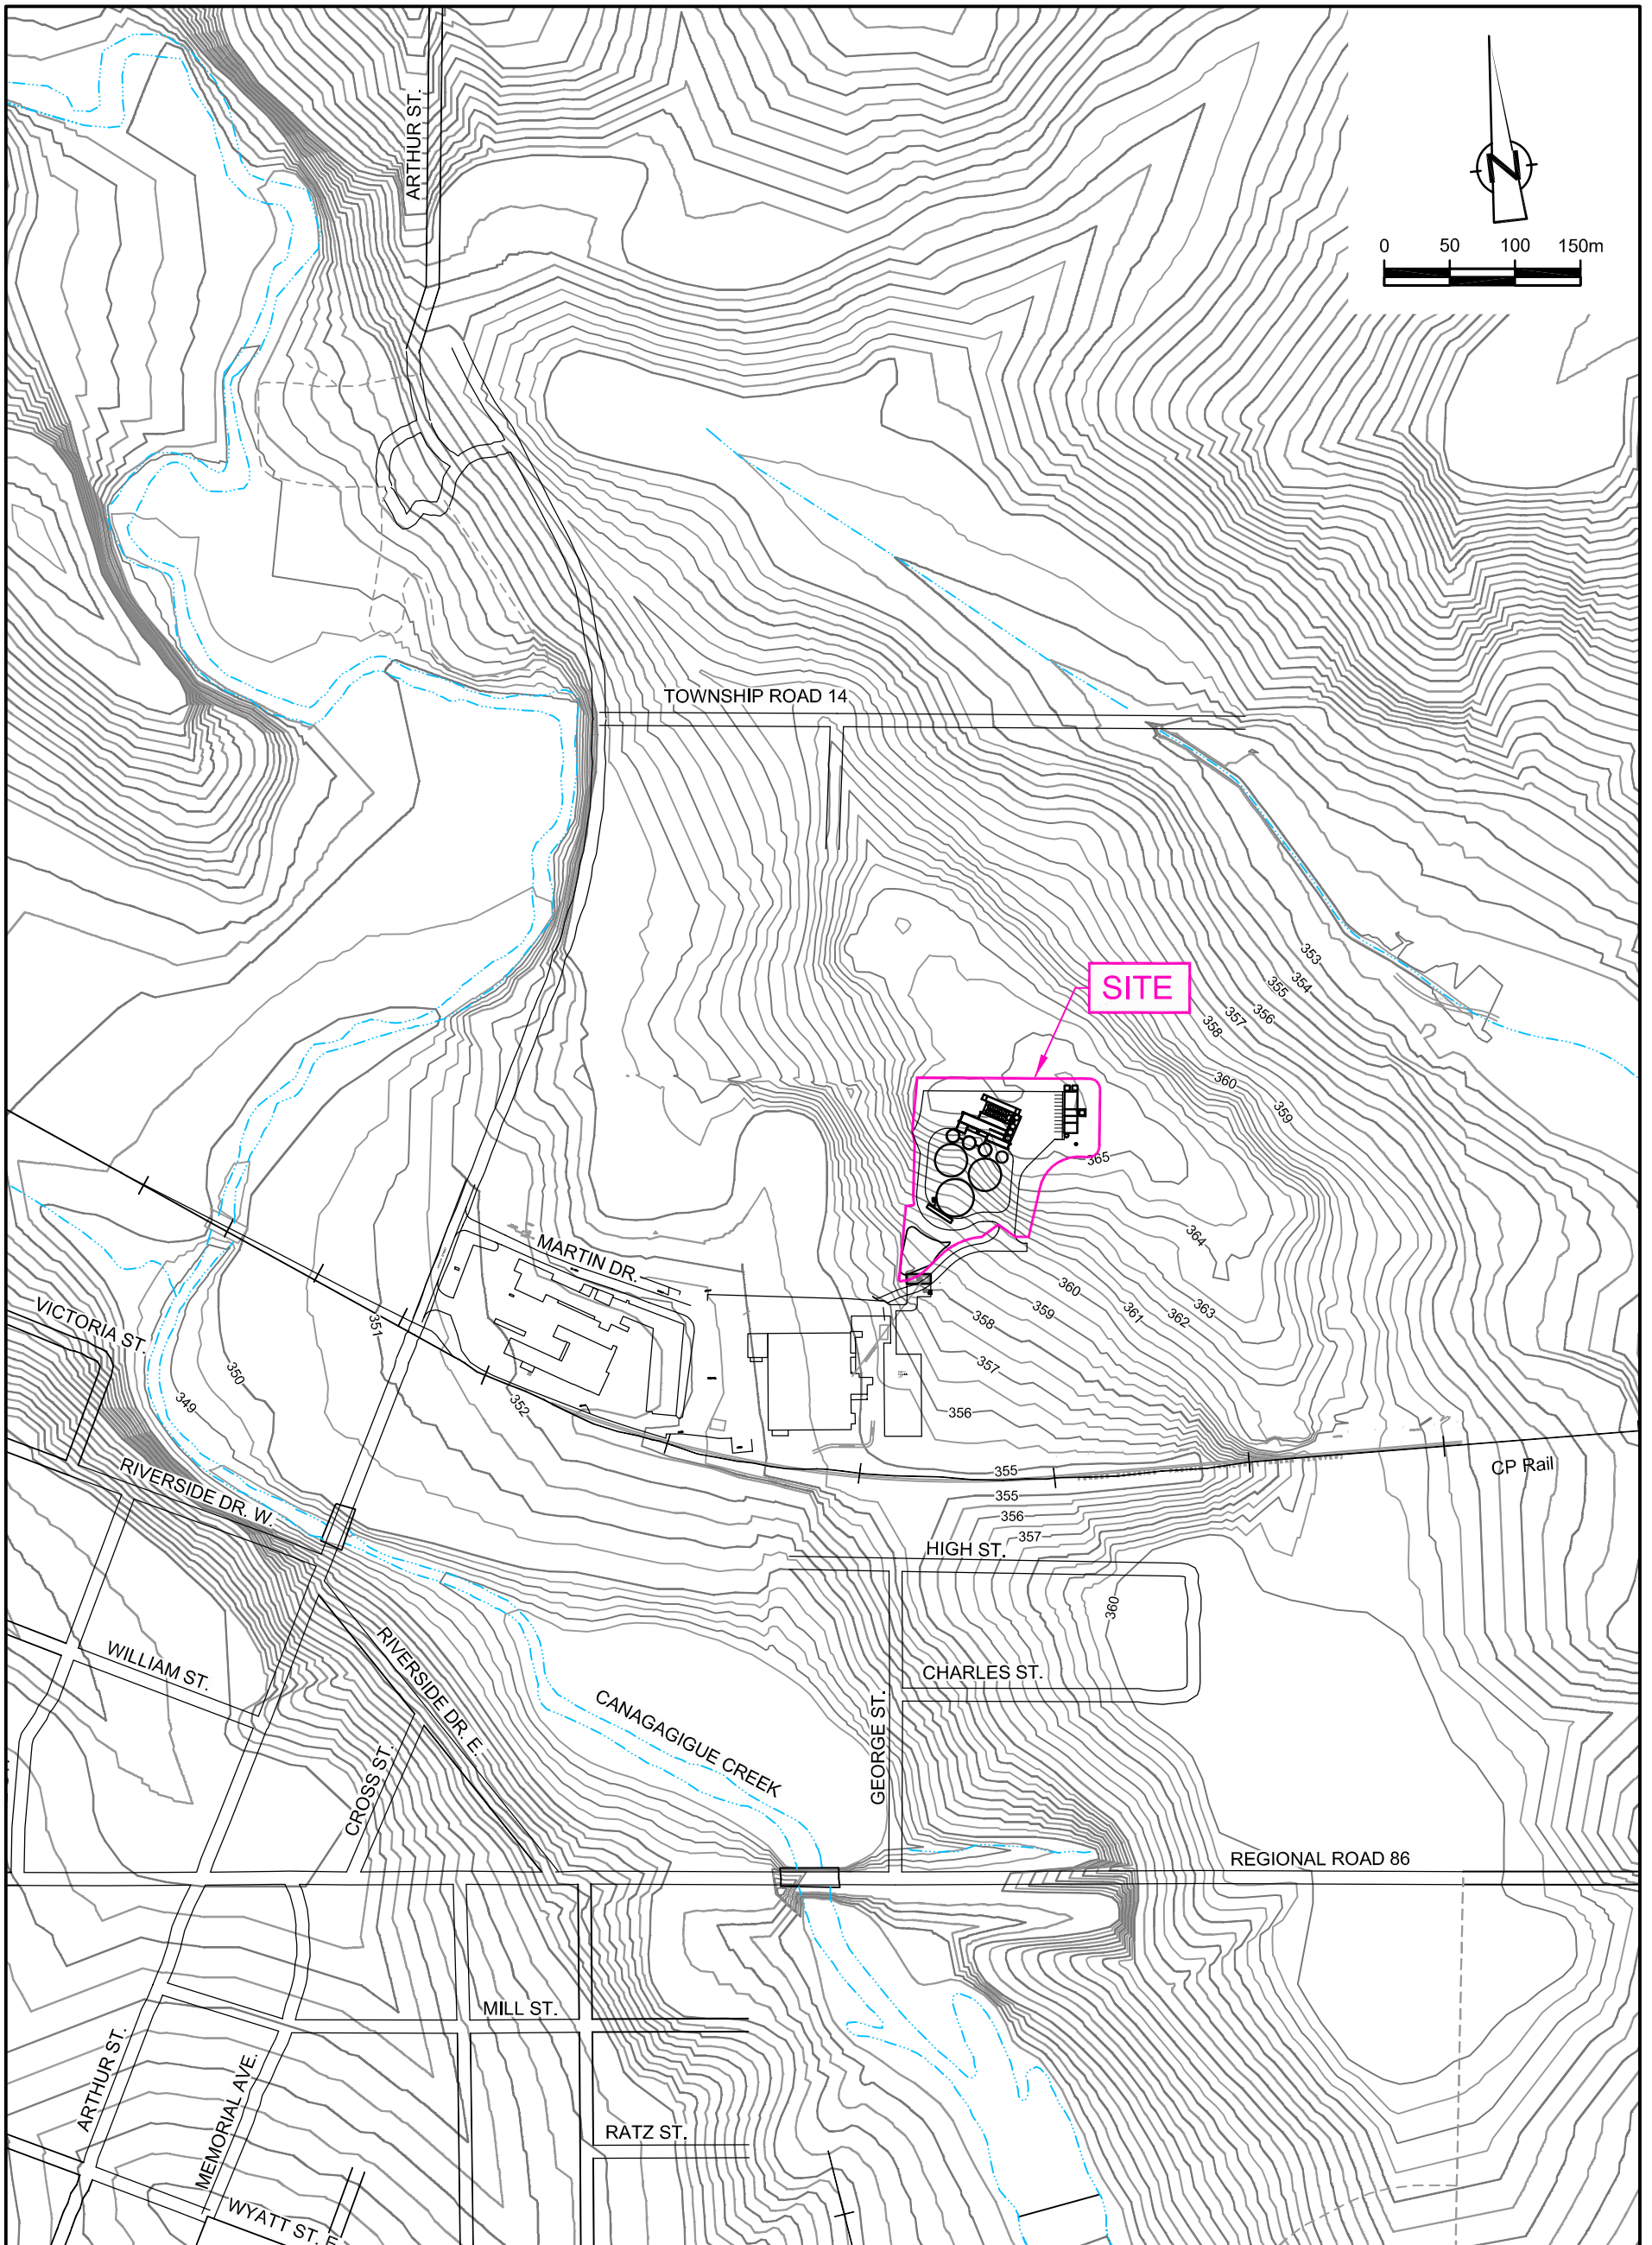 ARTHUR ST.
N
0 50 100 150m
TOWNSHIP ROAD 14
353
354
355
356
357
358
SITE
360
359
365
364
MARTIN DR.
363
362
361
360
359
358
357
356
VICTORIA ST.
351
350
349
352
355
CP Rail
RIVERSIDE DR. W.
355
356
357
HIGH ST.
360
WILLIAM ST.
RIVERSIDE DR. E.
CHARLES ST.
CANAGAGIGUE CREEK
GEORGE ST.
CROSS ST.
REGIONAL ROAD 86
MILL ST.
ARTHUR ST.
MEMORIAL AVE.
RATZ ST.
WYATT ST. E